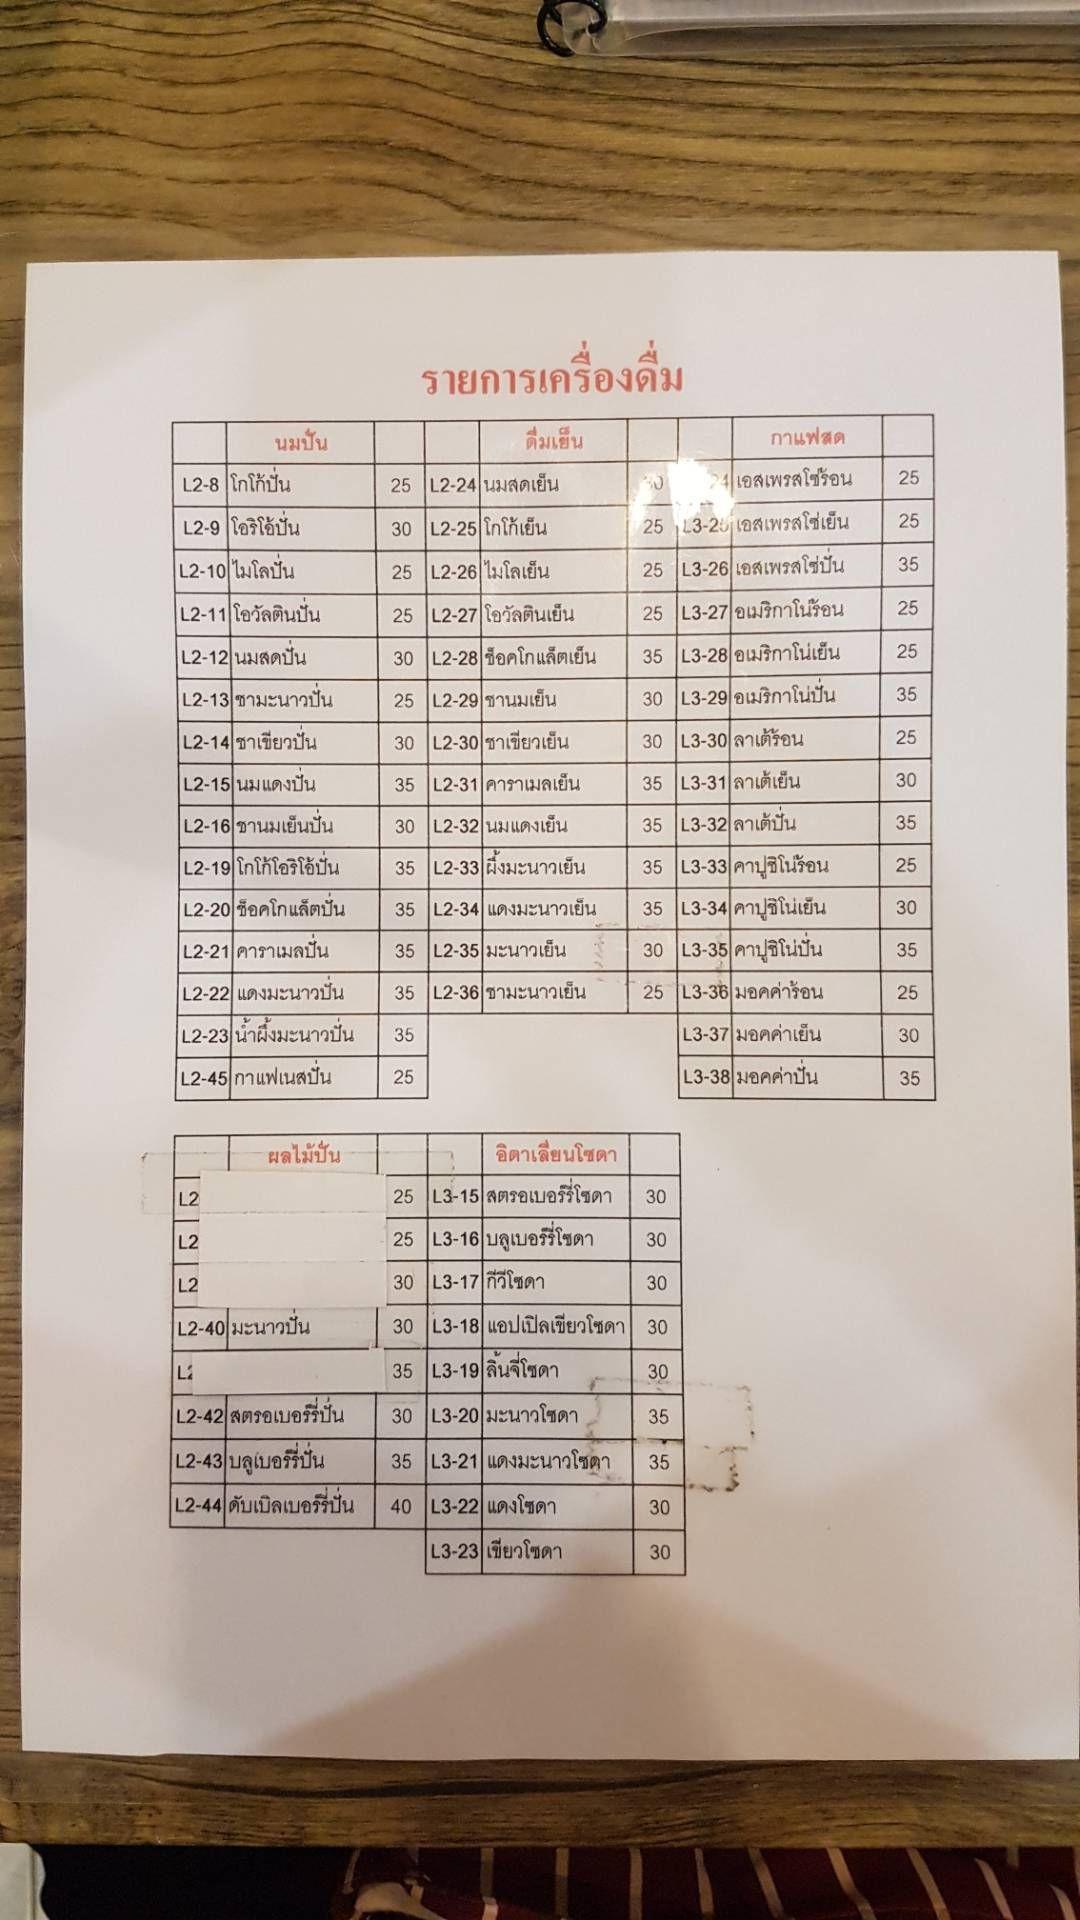 รายการเครื่องดื่ม
นมปั่น ดื่มเย็น กาแฟสด
L2-8 โกโก้ปั่น 25 L2-24 นมสดเย็น เอสเพรสโซ่ร้อน 25
L2-9 โอริโอ้ปั่น 30 L2-25 โกโก้เย็น 25 L3-25 เอสเพรสโซ่เย็น 25
L2-10 ไมโลปั่น 25 L2-26 ไมโลเย็น 25 L3-26 เอสเพรสโซ่ปั่น 35
L2-11 โอวัลตินปั่น 25 L2-27 โอวัลตินเย็น 25 L3-27 อเมริกาโน่ร้อน 25
L2-12 นมสดปั่น 30 L2-28 ช็อคโกแล็ตเย็น 35 L3-28 อเมริกาโน่เย็น 25
L2-13 ชามะนาวปั่น 25 L2-29 ชานมเย็น 30 L3-29 อเมริกาโน่ปั่น 35
L2-14 ชาเขียวปั่น 30 L2-30 ชาเขียวเย็น 30 L3-30 ลาเต้ร้อน 25
L2-15 นมแดงปั่น 35 L2-31 คาราเมลเย็น 35 L3-31 ลาเต้เย็น 30
L2-16 ชานมเย็นปั่น 30 L2-32 นมแดงเย็น 35 L3-32 ลาเต้ปั่น 35
L2-19 โกโก้โอริโอ้ปั่น 35 L2-33 ผึ้งมะนาวเย็น 35 L3-33 คาปูชิโน่ร้อน 25
L2-20 ช็อคโกแล็ตปั่น 35 L2-34 แดงมะนาวเย็น 35 L3-34 คาปูชิโน่เย็น 30
L2-21 คาราเมลปั่น 35 L2-35 มะนาวเย็น 30 L3-35 คาปูชิโน่ปั่น 35
L2-22 แดงมะนาวปั่น 35 L2-36 ชามะนาวเย็น 25 L3-36 มอคค่าร้อน 25
L2-23 น้ำผึ้งมะนาวปั่น 35 L3-37 มอคค่าเย็น 30
L2-45 กาแฟเนสปั่น 25 L3-38 มอคค่าปั่น 35
ผลไม้ปั่น อิตาเลี่ยนโซดา
L2 25 L3-15 สตรอเบอร์รี่โซดา 30
L2 25 L3-16 บลูเบอร์รี่โซดา 30
L2 30 L3-17 กีวีโซดา 30
L2-40 มะนาวปั่น 30 L3-18 แอปเปิลเขียวโซดา 30
35 L3-19 ลิ้นจี่โซดา 30
L2-42 สตรอเบอร์รี่ปั่น 30 L3-20 มะนาวโซดา 35
L2-43 บลูเบอร์รี่ปั่น 35 L3-21 แดงมะนาวโซดา 35
L2-44 ดับเบิลเบอร์รี่ปั่น 40 L3-22 แดงโซดา 30
L3-23 เขียวโซดา 30